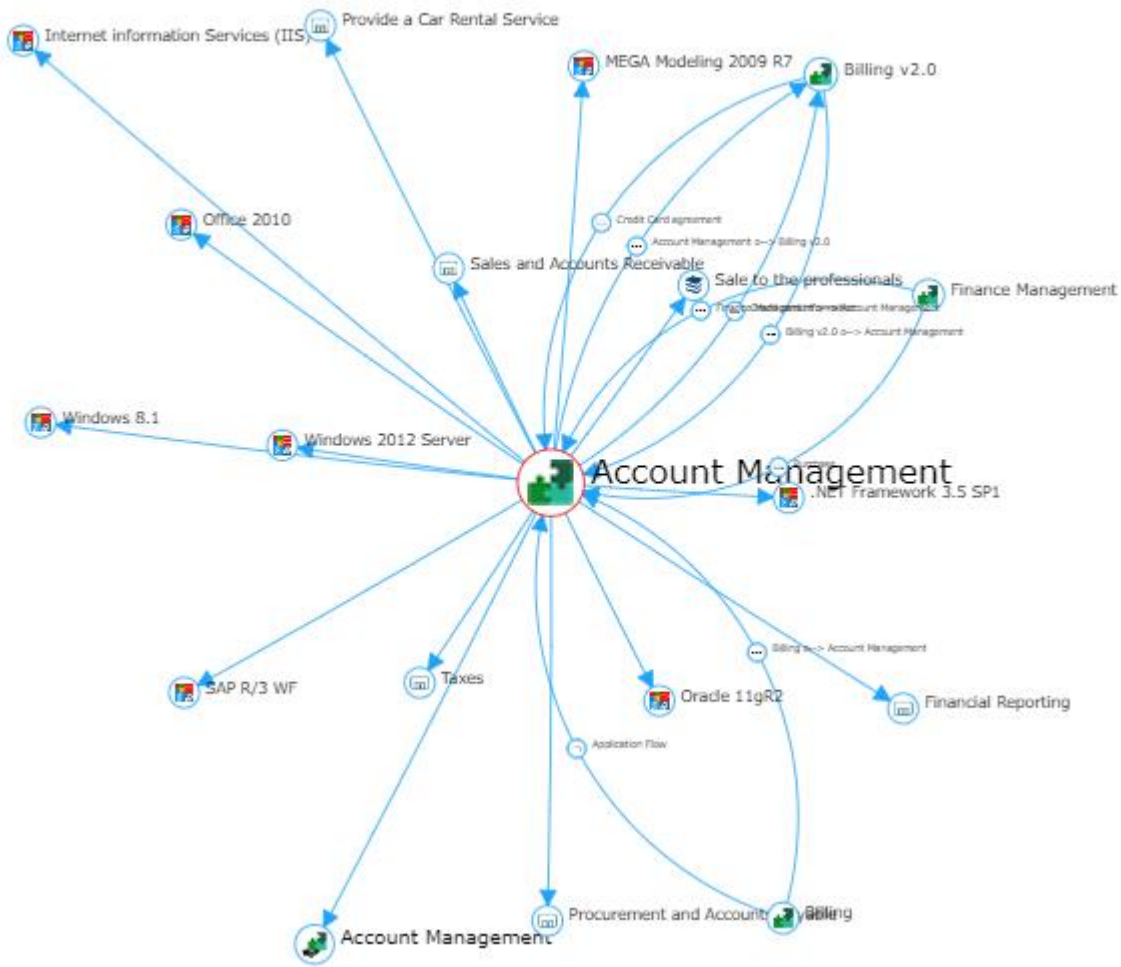 Provide a Car Rental Service
Internet information Services (IIS)
MEGA Modeling 2009 R7
Billing v2.0
Office 2010
Credit Card agreement
Account Management o--> Billing v2.0
Sales and Accounts Receivable
Sale to the professionals
Finance Management
Account Management
Billing v2.0 o--> Account Management
Windows 8.1
Windows 2012 Server
Account Management
.NET Framework 3.5 SP1
Billing o--> Account Management
SAP R/3 WF
Taxes
Oracle 11gR2
Financial Reporting
Application Flow
Procurement and Account
Billing
Account Management